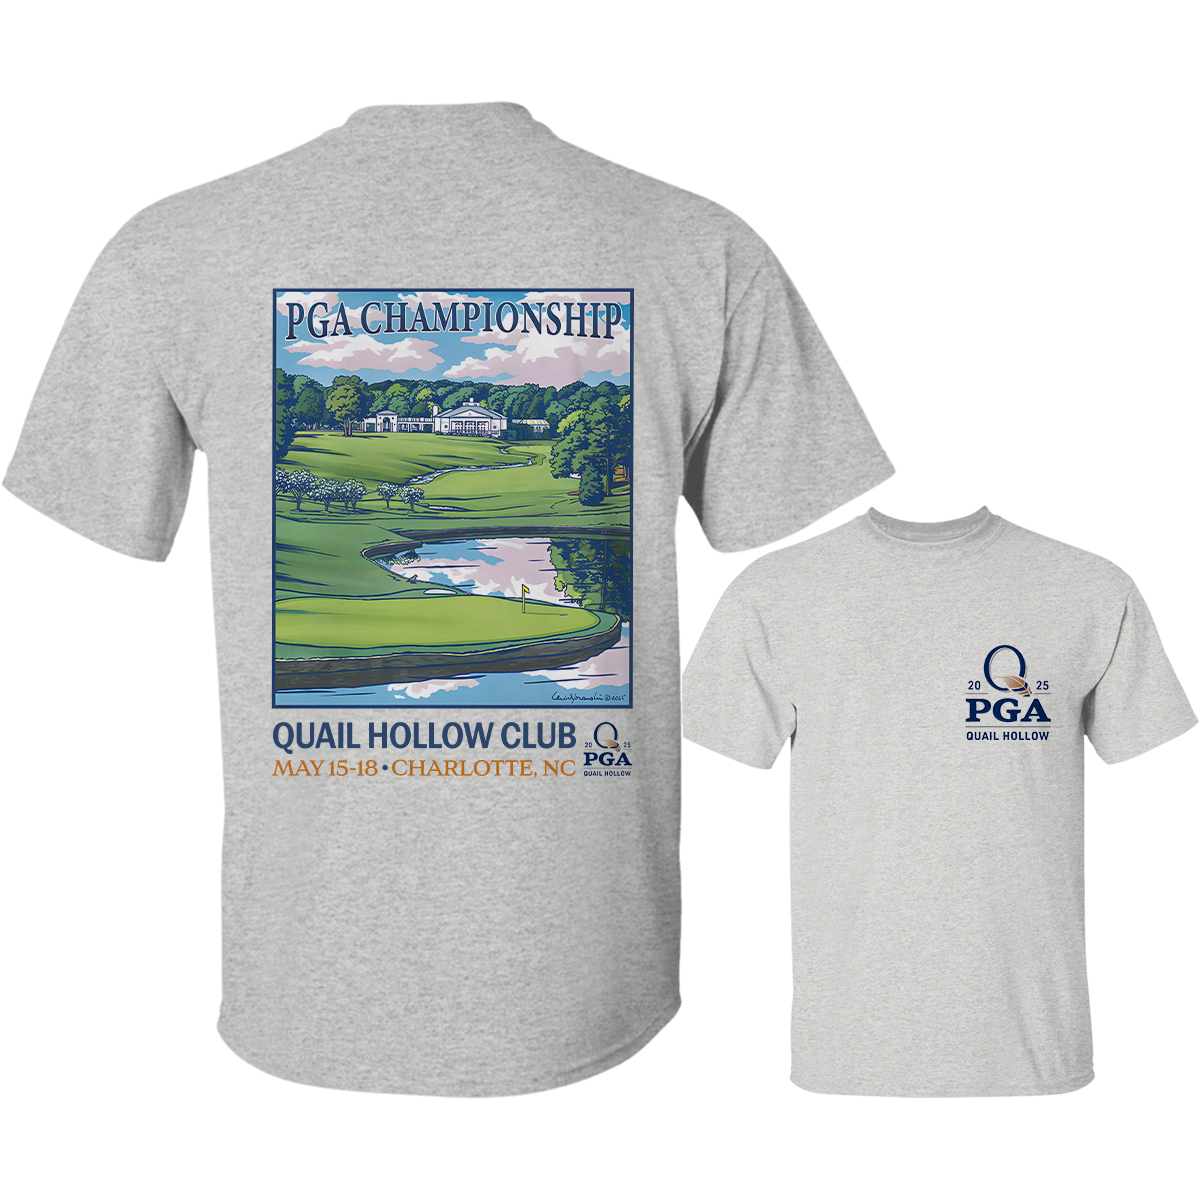 PGA CHAMPIONSHIP
©2025
QUAIL HOLLOW CLUB
MAY 15-18 • CHARLOTTE, NC
20 25
PGA
QUAIL HOLLOW
20 25
PGA
QUAIL HOLLOW